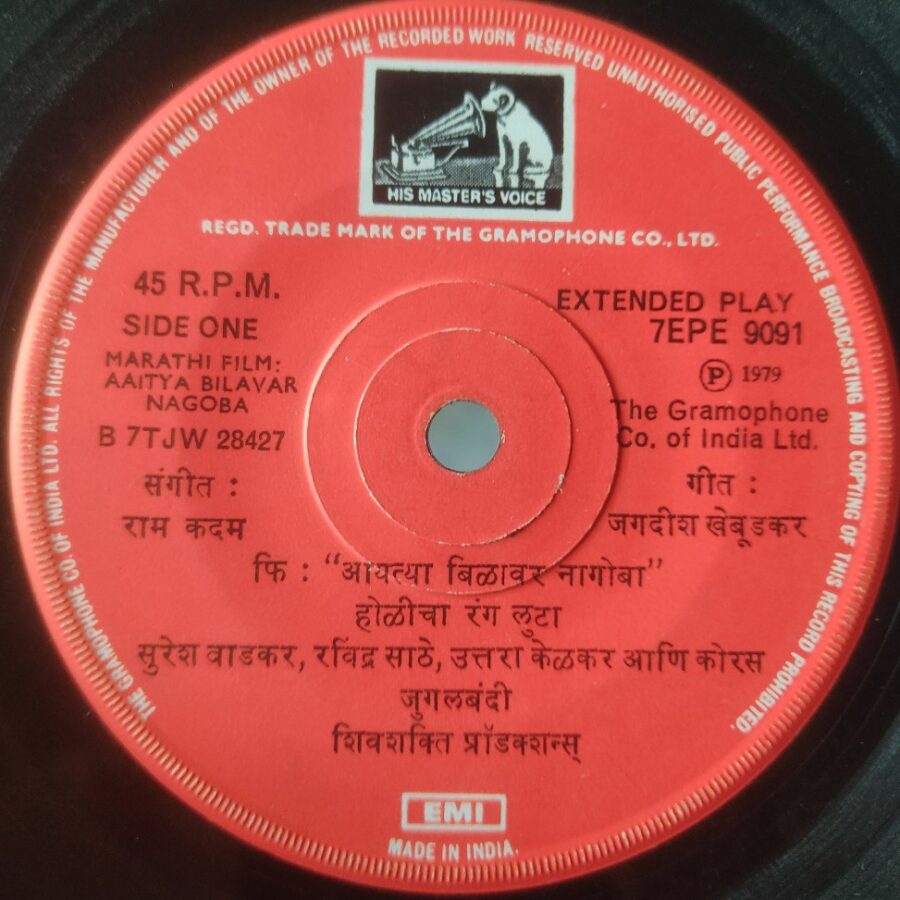 THE GRAMOPHONE CO. OF INDIA LTD. ALL RIGHTS OF THE MANUFACTURER AND OF THE OWNER OF THE RECORDED WORK RESERVED UNAUTHORISED PUBLIC PERFORMANCE BROADCASTING AND COPYING OF THIS RECORD PROHIBITED.
HIS MASTER'S VOICE
REGD. TRADE MARK OF THE GRAMOPHONE CO., LTD.
45 R.P.M.
SIDE ONE
MARATHI FILM:
AAITYA BILAVAR
NAGOBA
B 7TJW 28427
EXTENDED PLAY
7EPE 9091
Ⓟ 1979
The Gramophone
Co. of India Ltd.
संगीत :
राम कदम
गीत :
जगदीश खेबूडकर
फि : "आयत्या बिळावर नागोबा"
होळीचा रंग लुटा
सुरेश वाडकर, रविंद्र साठे, उत्तरा केळकर आणि कोरस
जुगलबंदी
शिवशक्ति प्रॉडक्शन्स्
EMI
MADE IN INDIA.